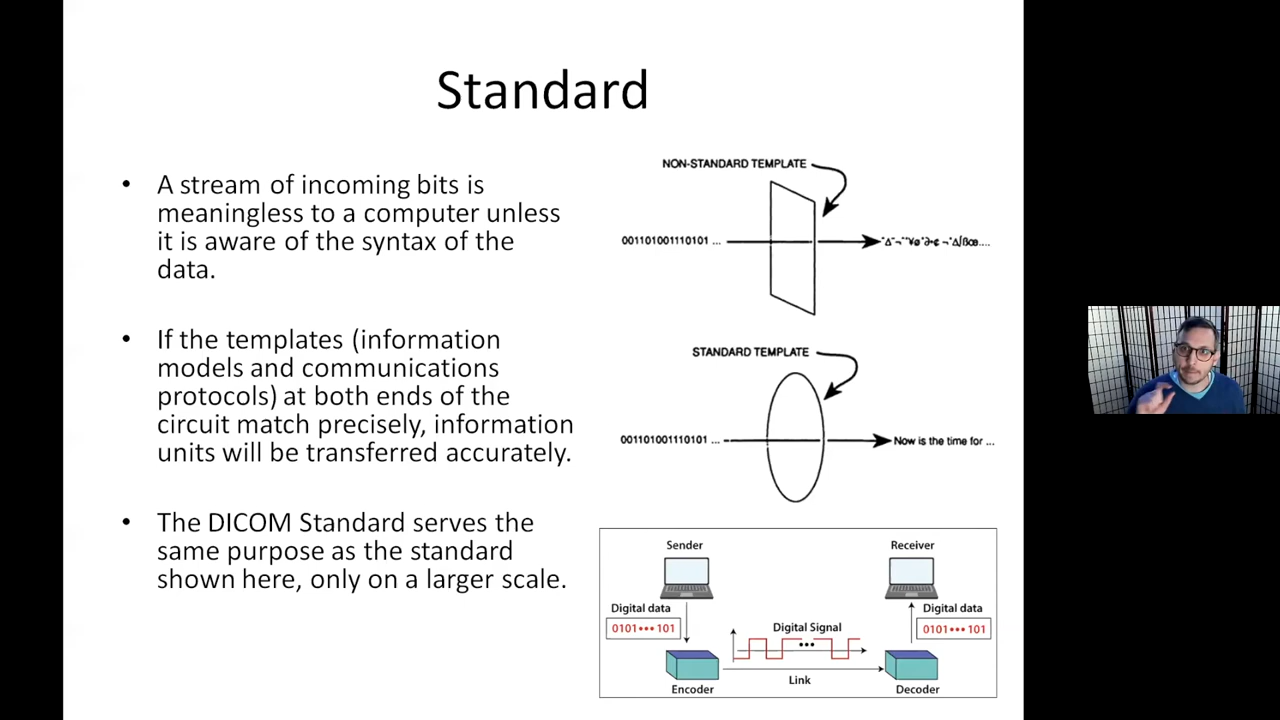 Standard
• A stream of incoming bits is
meaningless to a computer unless
it is aware of the syntax of the
data.
• If the templates (information
models and communications
protocols) at both ends of the
circuit match precisely, information
units will be transferred accurately.
• The DICOM Standard serves the
same purpose as the standard
shown here, only on a larger scale.
NON-STANDARD TEMPLATE
001101001110101 ...
STANDARD TEMPLATE
001101001110101 ...
Now is the time for ...
Sender
Receiver
Digital data
Digital data
0101•••101
Digital Signal
0101•••101
•••
Link
Encoder
Decoder